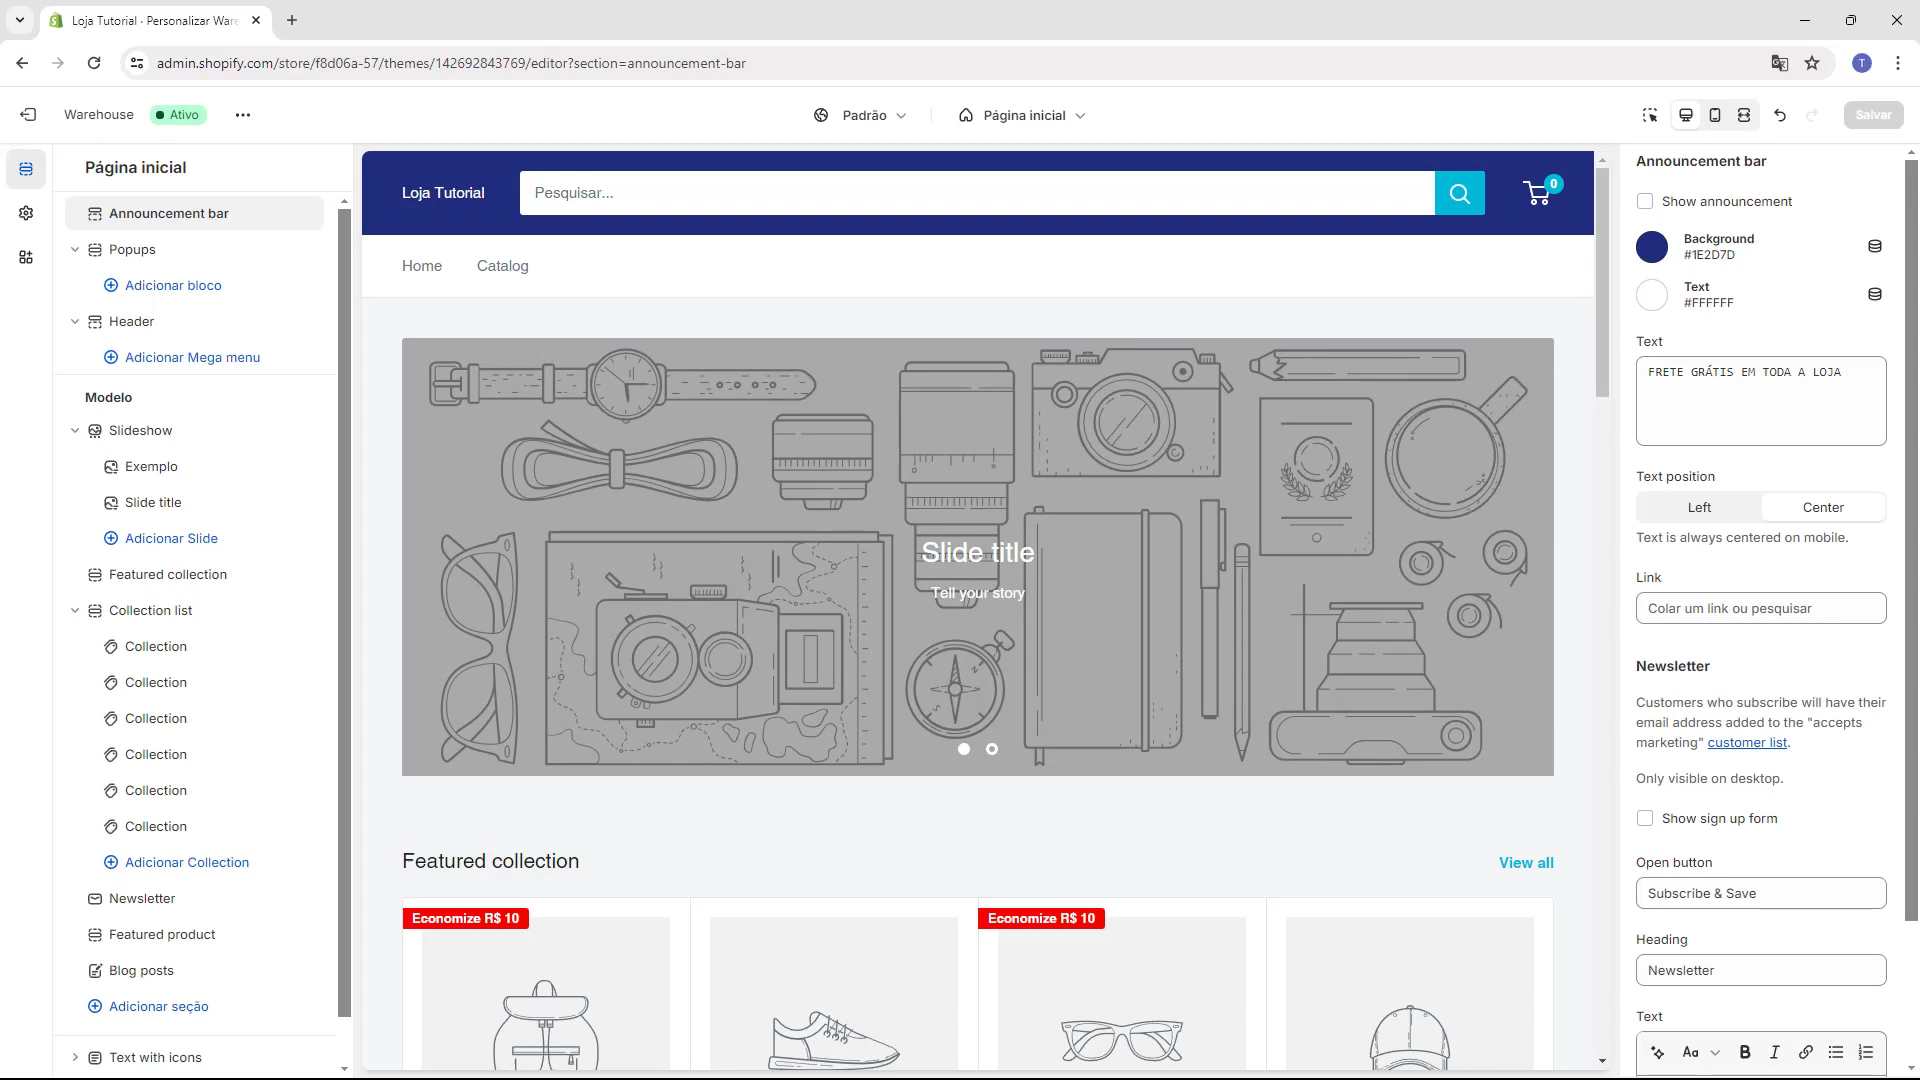 Loja Tutorial · Personalizar Ware
admin.shopify.com/store/f8d06a-57/themes/142692843769/editor?section=announcement-bar
T
Warehouse
Ativo
Padrão
Página inicial
Salvar
Página inicial
Announcement bar
Popups
Adicionar bloco
Header
Adicionar Mega menu
Modelo
Slideshow
Exemplo
Slide title
Adicionar Slide
Featured collection
Collection list
Collection
Collection
Collection
Collection
Collection
Collection
Adicionar Collection
Newsletter
Featured product
Blog posts
Adicionar seção
Text with icons
Loja Tutorial
Pesquisar...
0
Home
Catalog
Slide title
Tell your story
Featured collection
View all
Economize R$ 10
Economize R$ 10
Announcement bar
Show announcement
Background
#1E2D7D
Text
#FFFFFF
Text
FRETE GRÁTIS EM TODA A LOJA
Text position
Left
Center
Text is always centered on mobile.
Link
Colar um link ou pesquisar
Newsletter
Customers who subscribe will have their
email address added to the "accepts
marketing" customer list.
Only visible on desktop.
Show sign up form
Open button
Subscribe & Save
Heading
Newsletter
Text
Aa
B
I